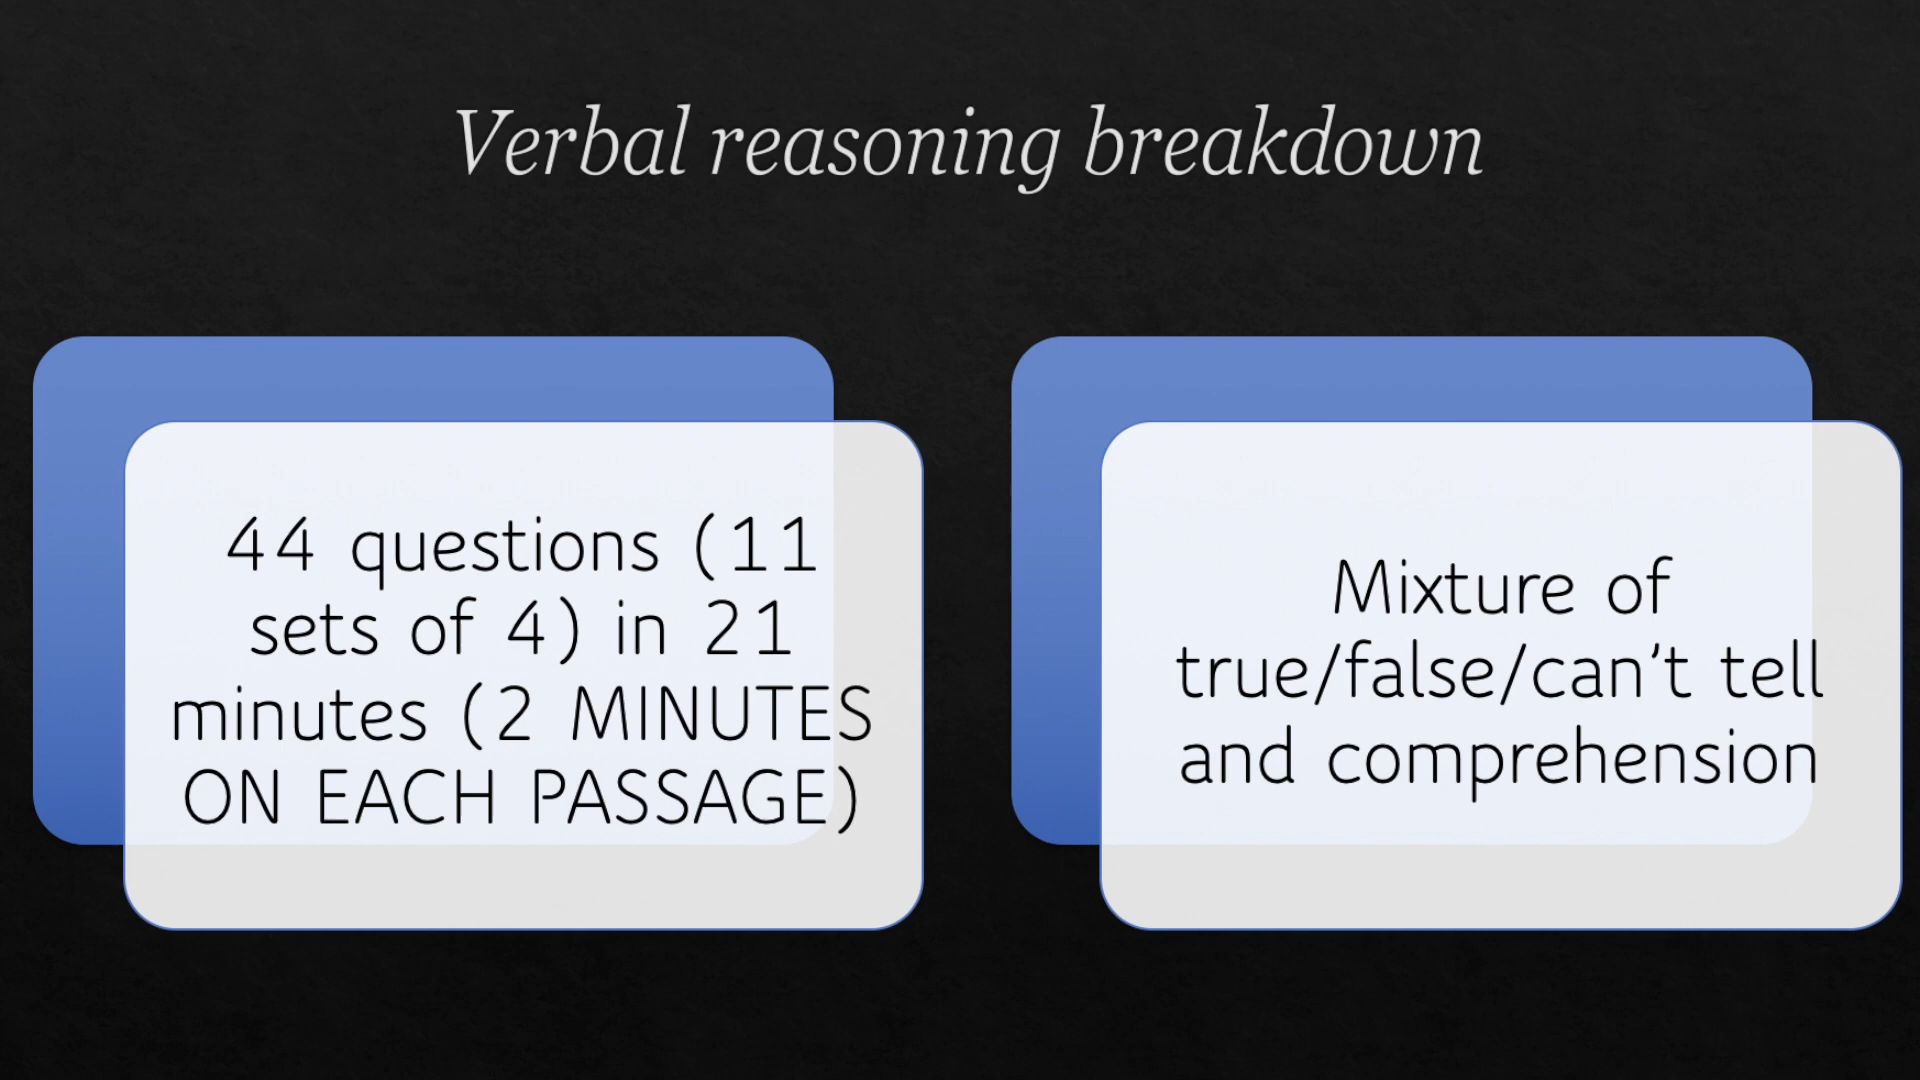 Verbal reasoning breakdown
44 questions (11
sets of 4) in 21
minutes (2 MINUTES
ON EACH PASSAGE)
Mixture of
true/false/can’t tell
and comprehension